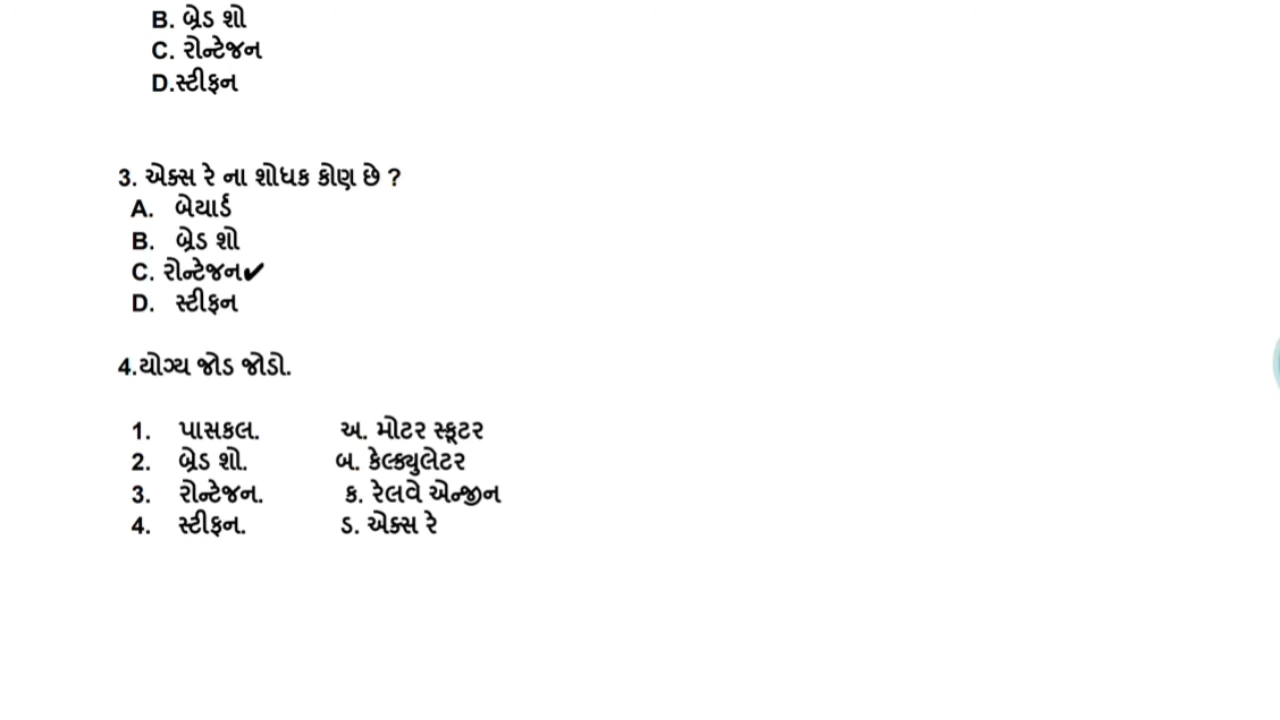 B. બ્રેડ શો
C. રોન્ટેજન
D.સ્ટીફન
3. એક્સ રે ના શોધક કોણ છે ?
A. બેયાર્ડ
B. બ્રેડ શો
C. રોન્ટેજન✔
D. સ્ટીફન
4.યોગ્ય જોડ જોડો.
1. પાસકલ. અ. મોટર સ્કૂટર
2. બ્રેડ શો. બ. કેલ્ક્યુલેટર
3. રોન્ટેજન. ક. રેલવે એન્જીન
4. સ્ટીફન. ડ. એક્સ રે